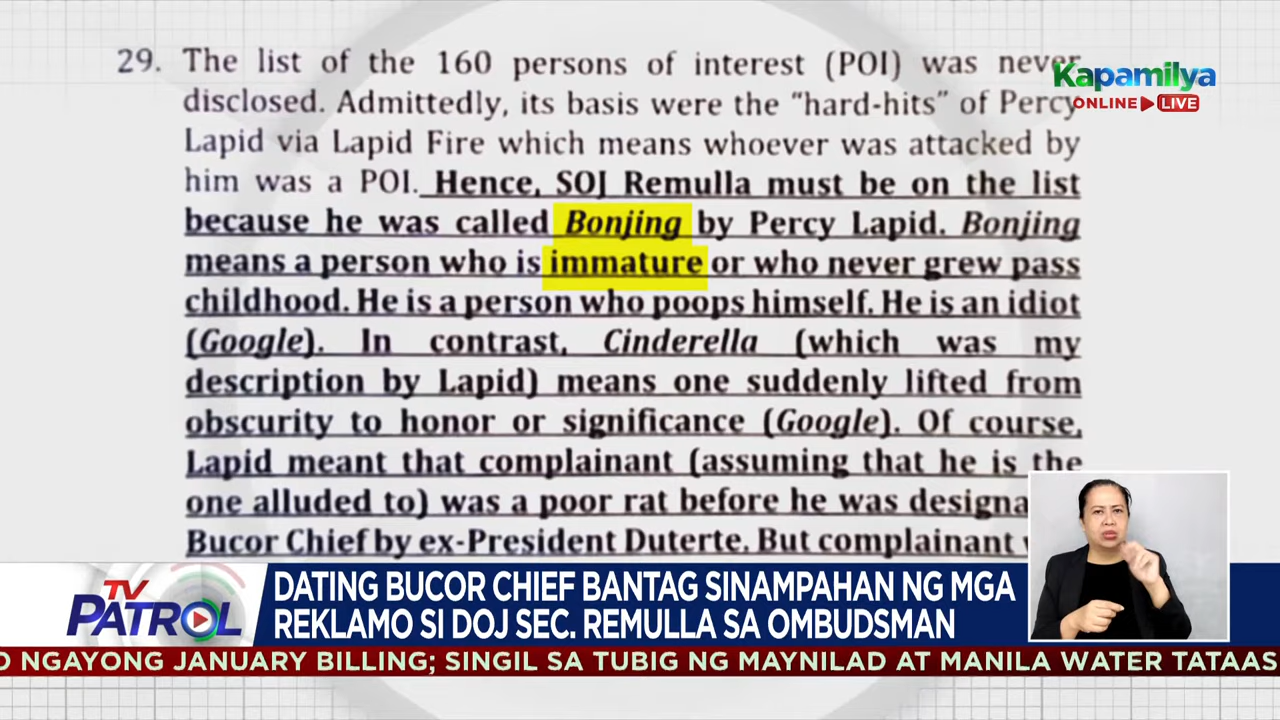 29. The list of the 160 persons of interest (POI) was never
disclosed. Admittedly, its basis were the “hard-hits” of Percy
Lapid via Lapid Fire which means whoever was attacked by
him was a POI. Hence, SOJ Remulla must be on the list
because he was called Bonjing by Percy Lapid. Bonjing
means a person who is immature or who never grew pass
childhood. He is a person who poops himself. He is an idiot
(Google). In contrast, Cinderella (which was my
description by Lapid) means one suddenly lifted from
obscurity to honor or significance (Google). Of course,
Lapid meant that complainant (assuming that he is the
one alluded to) was a poor rat before he was
Bucor Chief by ex-President Duterte. But complainant
Kapamilya
ONLINE LIVE
TV PATROL
DATING BUCOR CHIEF BANTAG SINAMPAHAN NG MGA
REKLAMO SI DOJ SEC. REMULLA SA OMBUDSMAN
NGAYONG JANUARY BILLING; SINGIL SA TUBIG NG MAYNILAD AT MANILA WATER TATAAS